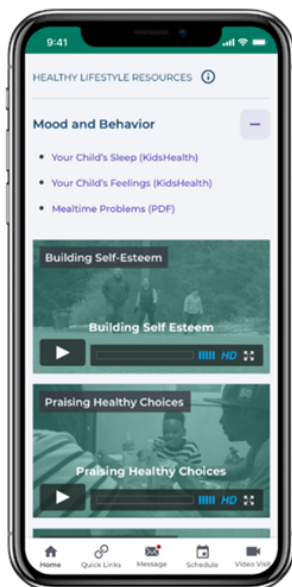 9:41
HEALTHY LIFESTYLE RESOURCES
Mood and Behavior
Your Child's Sleep (KidsHealth)
Your Child's Feelings (KidsHealth)
Mealtime Problems (PDF)
Building Self-Esteem
Building Self Esteem
HD
Praising Healthy Choices
Praising Healthy Choices
HD
Home Quick Links Message Schedule Video Visit